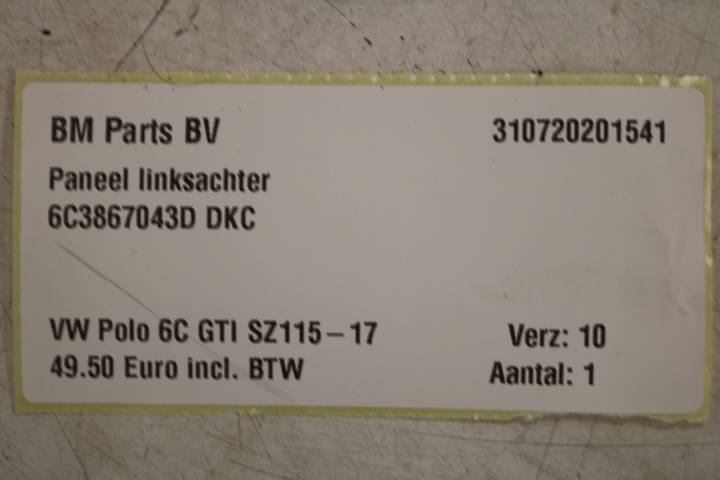 BM Parts BV 310720201541
Paneel linksachter
6C3867043D DKC
VW Polo 6C GTI SZ115-17 Verz: 10
49.50 Euro incl. BTW Aantal: 1